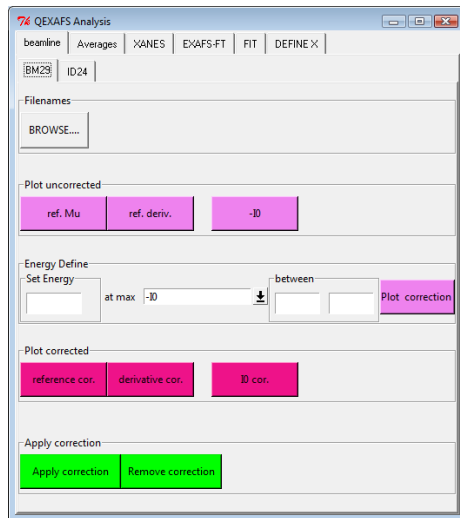 QEXAFS Analysis
beamline Averages XANES EXAFS-FT FIT DEFINE X
BM29 ID24
Filenames
BROWSE....
Plot uncorrected
ref. Mu ref. deriv. -I0
Energy Define
Set Energy between
at max -I0 Plot correction
Plot corrected
reference cor. derivative cor. I0 cor.
Apply correction
Apply correction Remove correction